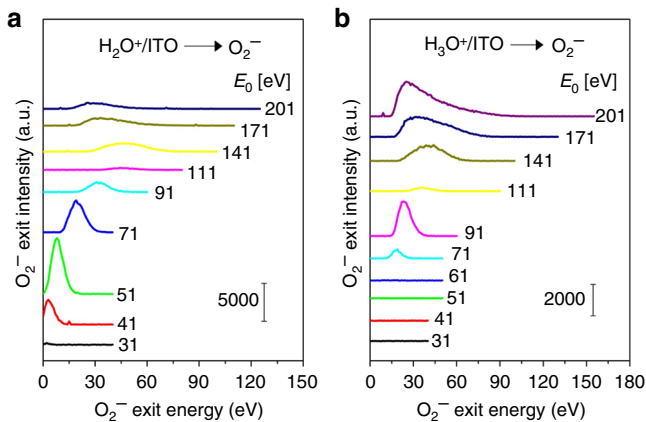 a
H₂O⁺/ITO → O₂⁻
E₀ [eV]
201
171
141
111
91
71
51
41
31
5000
O₂⁻ exit intensity (a.u.)
0 30 60 90 120 150
O₂⁻ exit energy (eV)
b
H₃O⁺/ITO → O₂⁻
E₀ [eV]
201
171
141
111
91
71
61
51
41
31
2000
O₂⁻ exit intensity (a.u.)
0 30 60 90 120 150 180
O₂⁻ exit energy (eV)